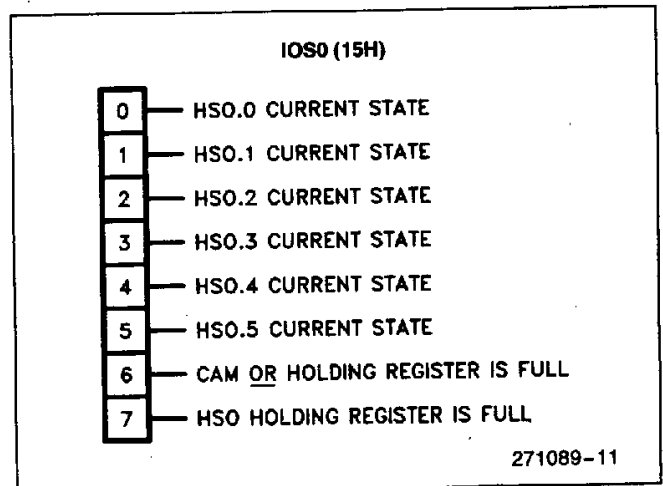 IOS0 (15H)
0 HSO.0 CURRENT STATE
1 HSO.1 CURRENT STATE
2 HSO.2 CURRENT STATE
3 HSO.3 CURRENT STATE
4 HSO.4 CURRENT STATE
5 HSO.5 CURRENT STATE
6 CAM OR HOLDING REGISTER IS FULL
7 HSO HOLDING REGISTER IS FULL
271089-11